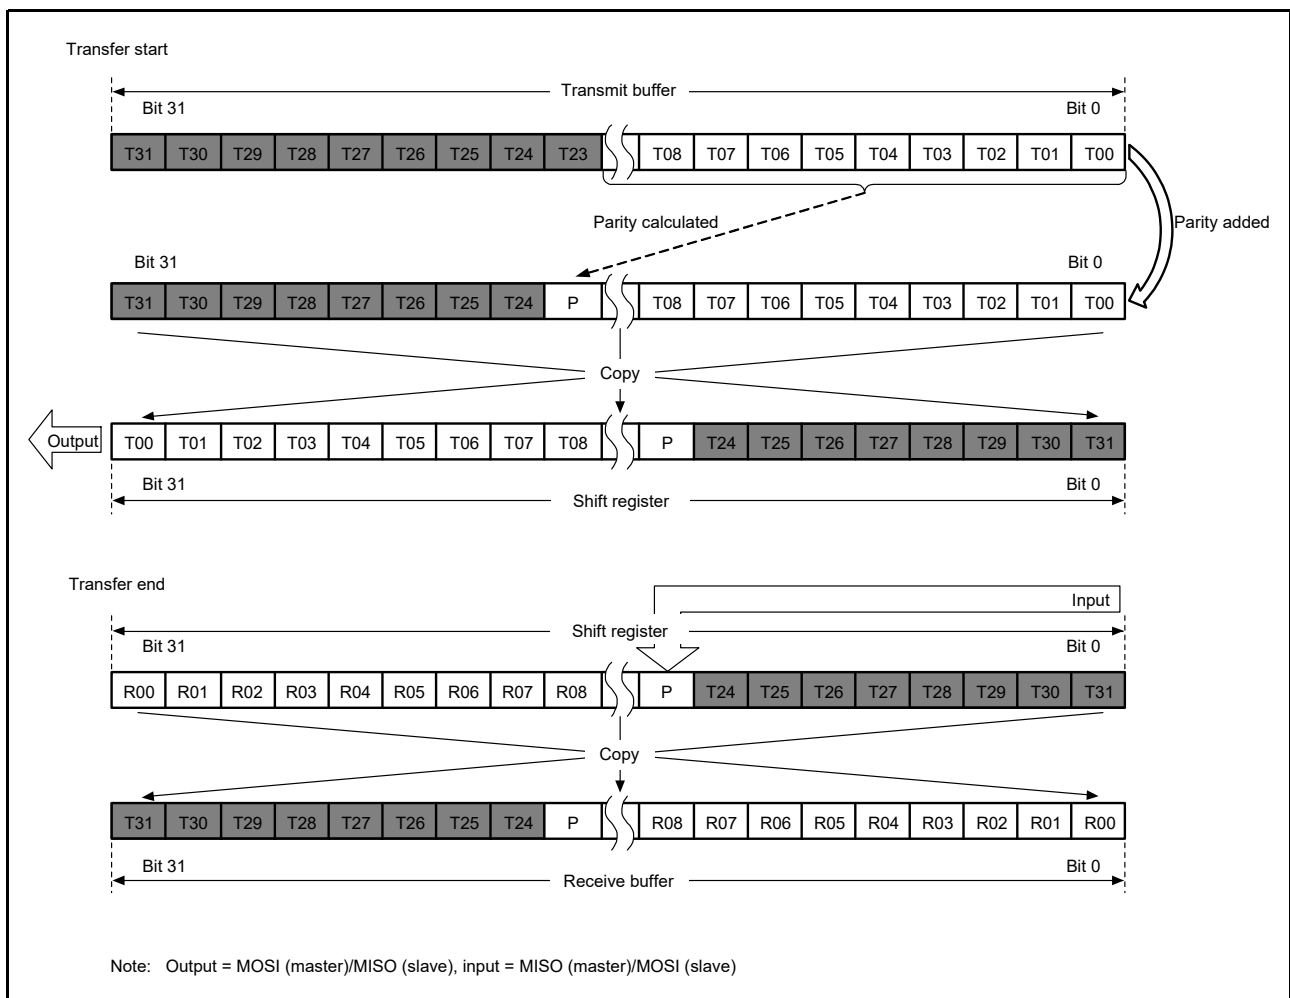 Transfer start
Transmit buffer
Bit 31 Bit 0
T31 T30 T29 T28 T27 T26 T25 T24 T23 T08 T07 T06 T05 T04 T03 T02 T01 T00
Parity calculated Parity added
Bit 31 Bit 0
T31 T30 T29 T28 T27 T26 T25 T24 P T08 T07 T06 T05 T04 T03 T02 T01 T00
Copy
Output T00 T01 T02 T03 T04 T05 T06 T07 T08 P T24 T25 T26 T27 T28 T29 T30 T31
Bit 31 Bit 0
Shift register
Transfer end
Input
Shift register
Bit 31 Bit 0
R00 R01 R02 R03 R04 R05 R06 R07 R08 P T24 T25 T26 T27 T28 T29 T30 T31
Copy
T31 T30 T29 T28 T27 T26 T25 T24 P R08 R07 R06 R05 R04 R03 R02 R01 R00
Bit 31 Bit 0
Receive buffer
Note: Output = MOSI (master)/MISO (slave), input = MISO (master)/MOSI (slave)